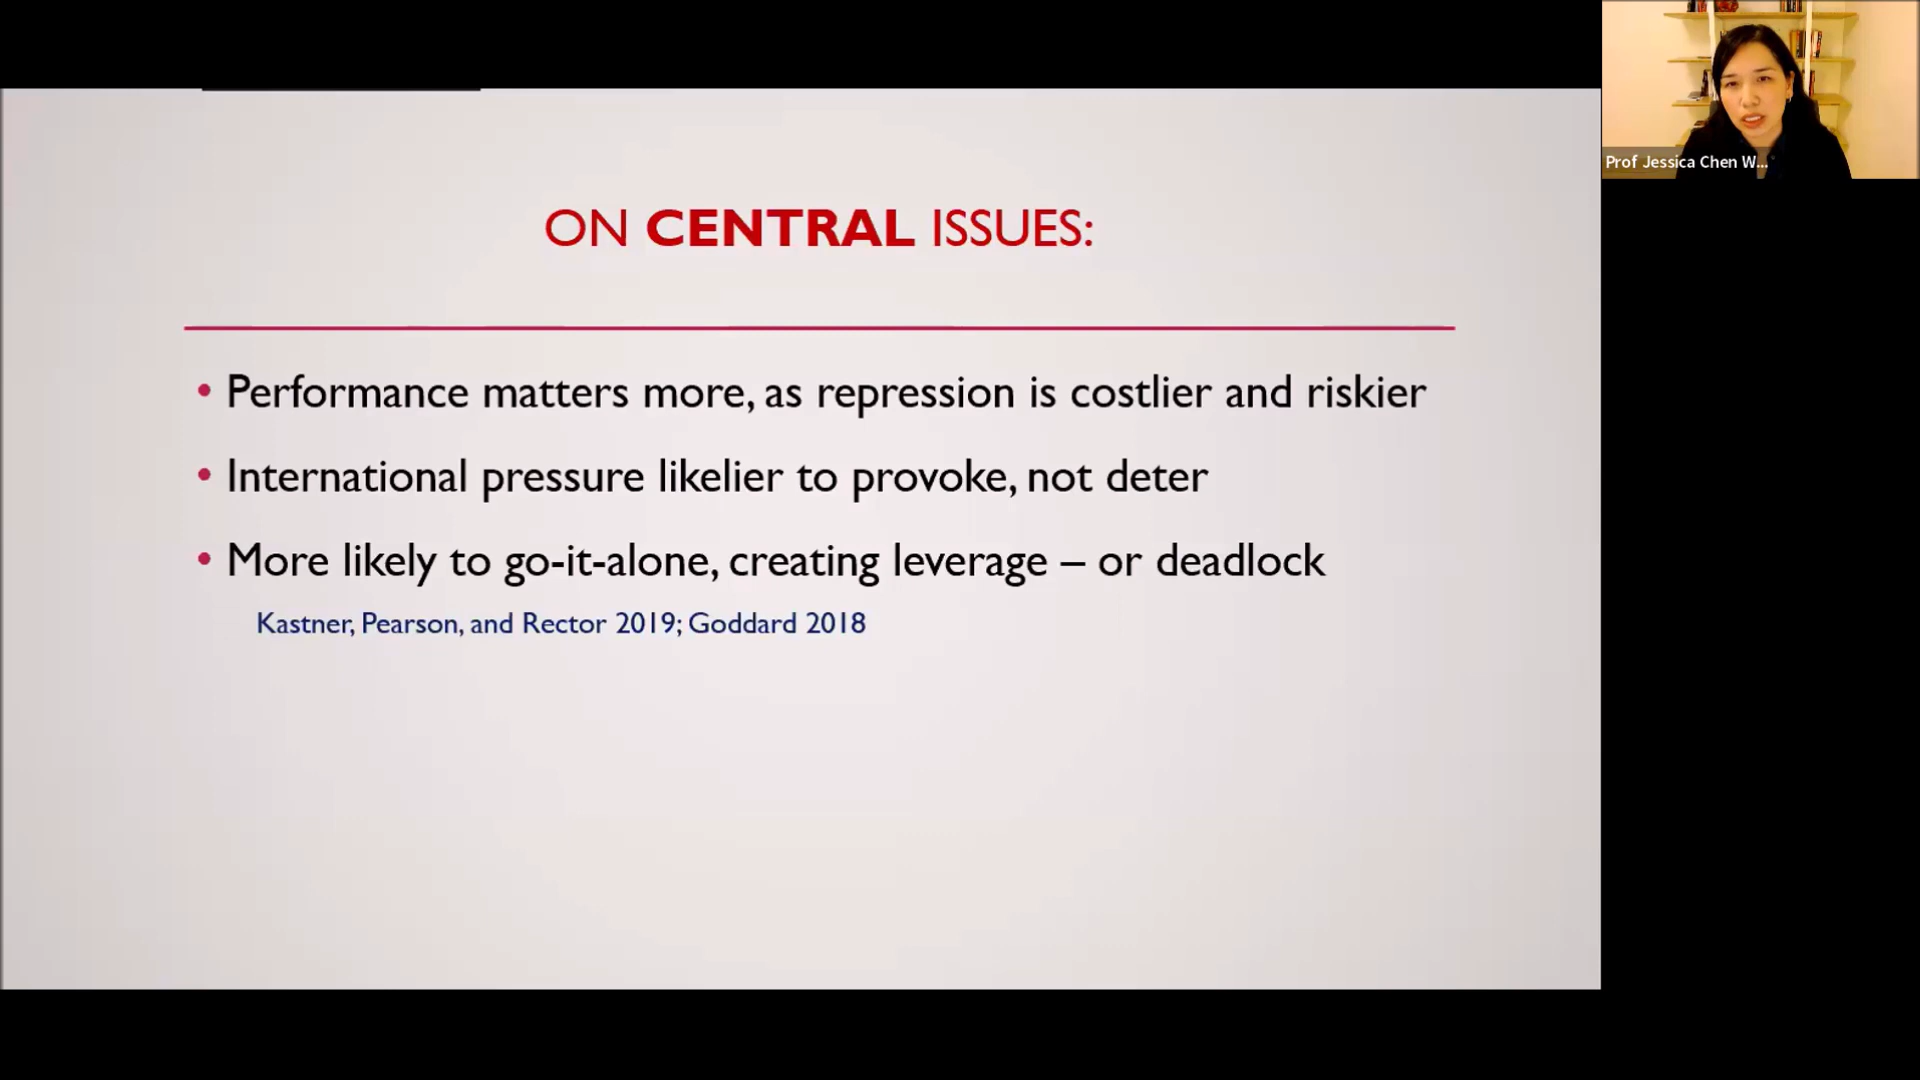 ON CENTRAL ISSUES:
• Performance matters more, as repression is costlier and riskier
• International pressure likelier to provoke, not deter
• More likely to go-it-alone, creating leverage – or deadlock
Kastner, Pearson, and Rector 2019; Goddard 2018
Prof Jessica Chen W...